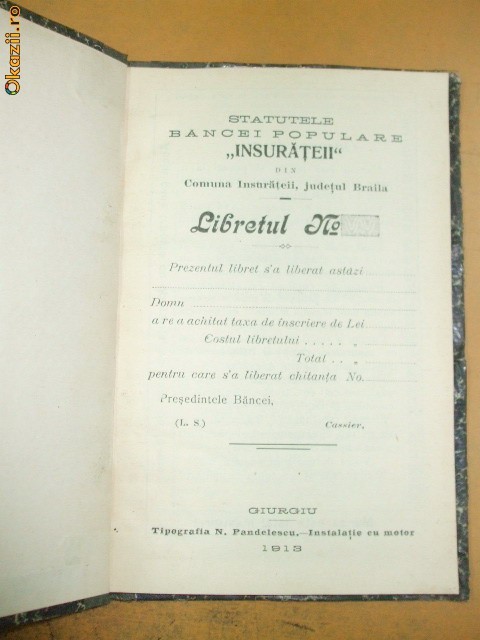 Okazii.ro
STATUTELE
BANCEI POPULARE
„INSURĂȚEII“
DIN
Comuna Insurăței, județul Braila
Libretul No
Prezentul libret s'a liberat astăzi
Domnu
a re a achitat taxa de înscriere de Lei
Costul libretului . . . . . „
Total . . „
pentru care s'a liberat chitanța No.
Președintele Băncei,
(L. S.) Cassier,
GIURGIU
Tipografia N. Pandelescu.—Instalație cu motor
1913